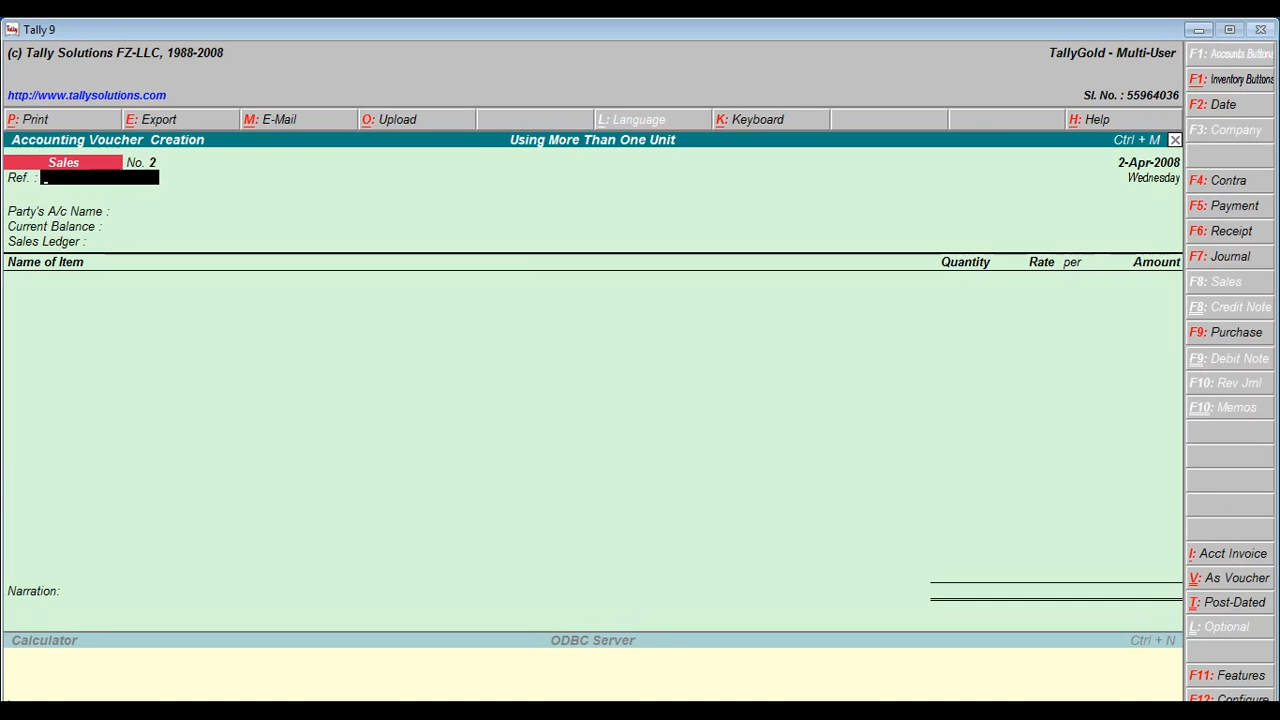 Tally 9
(c) Tally Solutions FZ-LLC, 1988-2008 TallyGold - Multi-User
http://www.tallysolutions.com Sl. No. : 55964036
P: Print E: Export M: E-Mail O: Upload L: Language K: Keyboard H: Help
Accounting Voucher Creation Using More Than One Unit Ctrl + M
Sales No. 2 2-Apr-2008
Ref. : Wednesday
Party's A/c Name :
Current Balance :
Sales Ledger :
Name of Item Quantity Rate per Amount
Narration:
Calculator ODBC Server Ctrl + N
F1: Accounts Buttons
F1: Inventory Buttons
F2: Date
F3: Company
F4: Contra
F5: Payment
F6: Receipt
F7: Journal
F8: Sales
F8: Credit Note
F9: Purchase
F9: Debit Note
F10: Rev Jrnl
F10: Memos
I: Acct Invoice
V: As Voucher
T: Post-Dated
L: Optional
F11: Features
F12: Configure